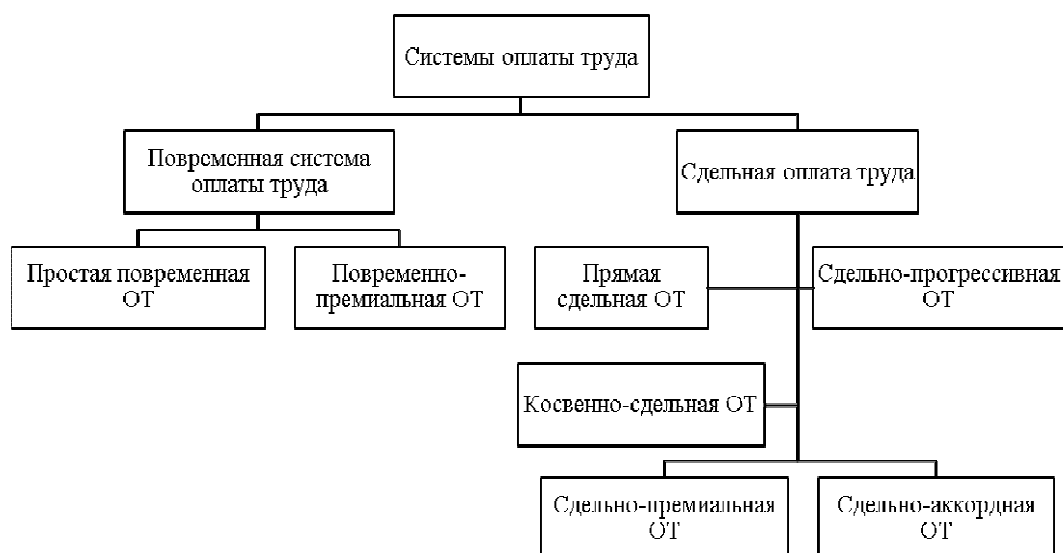 Системы оплаты труда
Повременная система
оплаты труда
Сдельная оплата труда
Простая повременная
ОТ
Повременно-
премиальная ОТ
Прямая
сдельная ОТ
Сдельно-прогрессивная
ОТ
Косвенно-сдельная ОТ
Сдельно-премиальная
ОТ
Сдельно-аккордная
ОТ